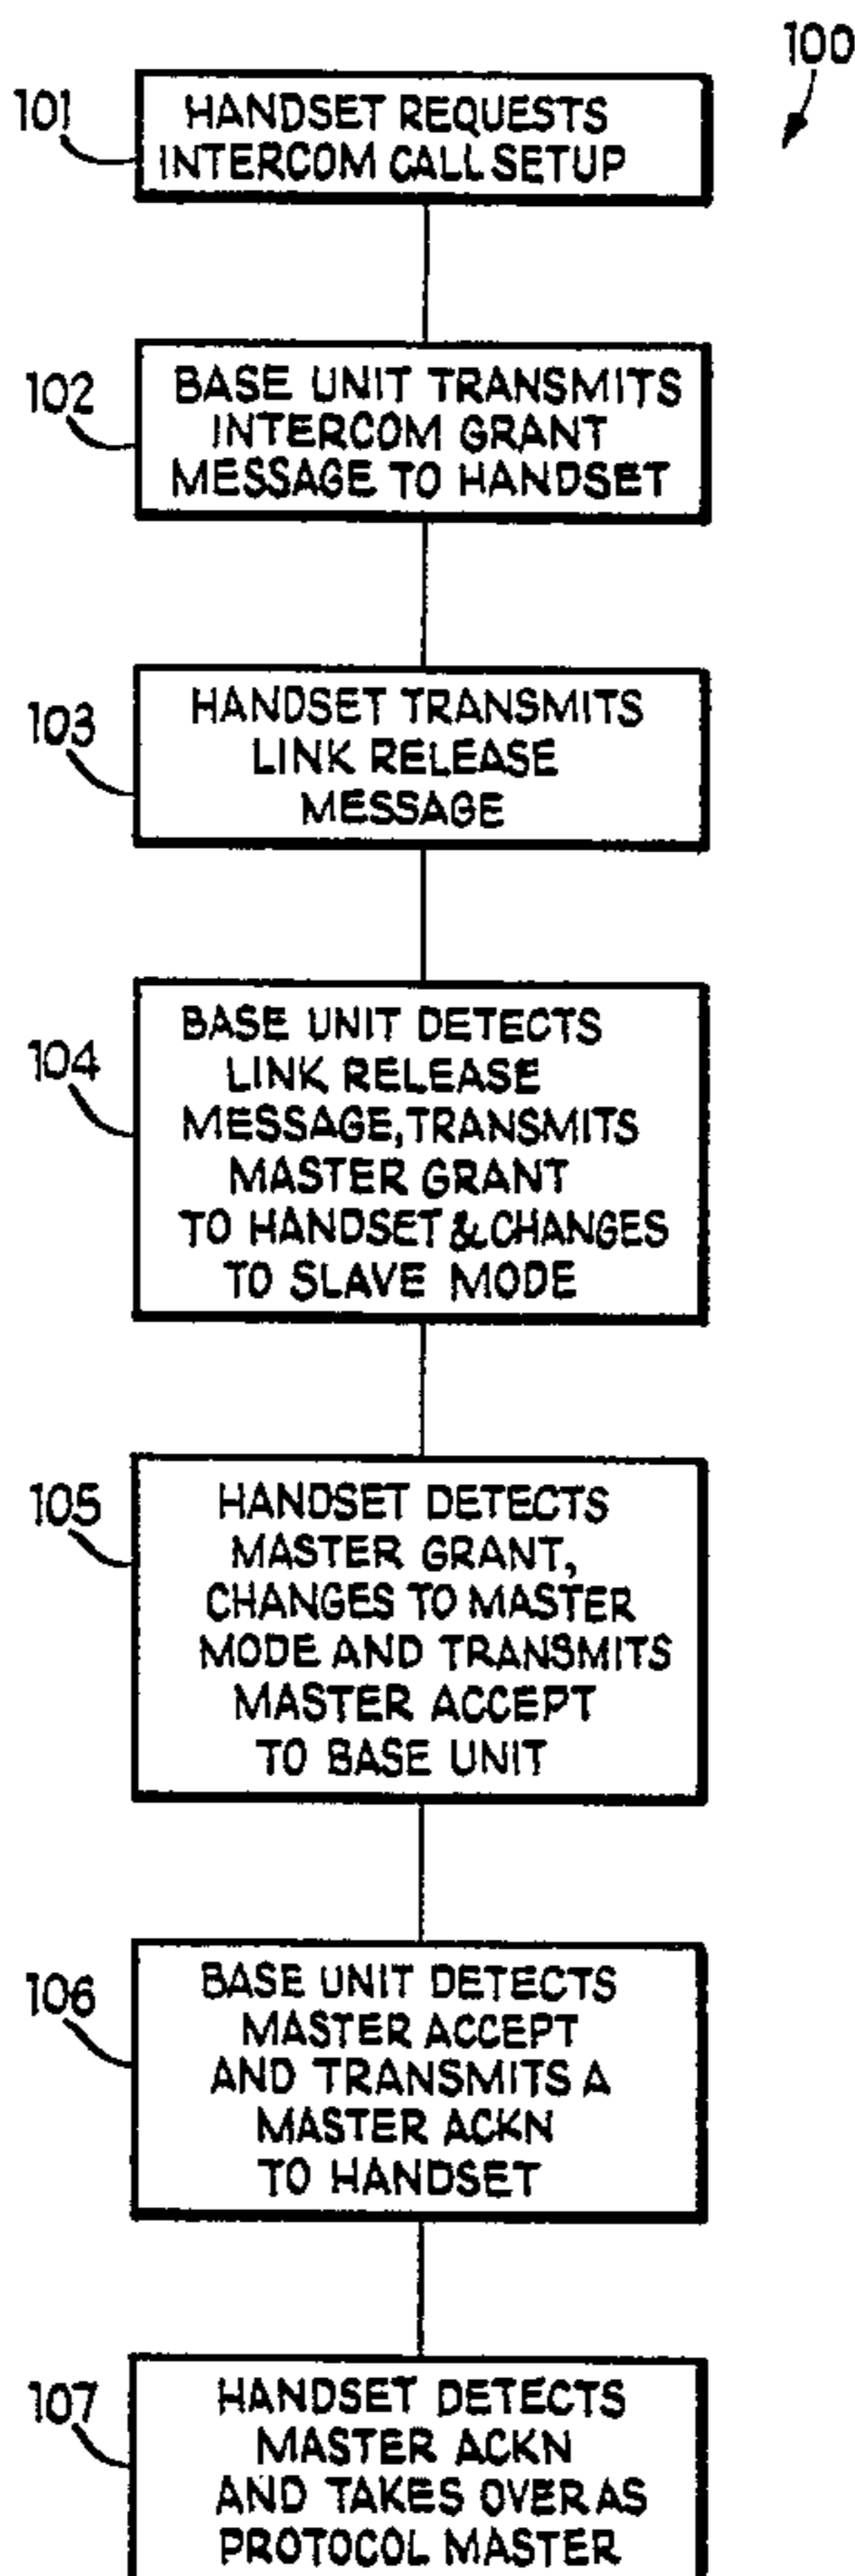 100
101
HANDSET REQUESTS
INTERCOM CALL SETUP
102
BASE UNIT TRANSMITS
INTERCOM GRANT
MESSAGE TO HANDSET
103
HANDSET TRANSMITS
LINK RELEASE
MESSAGE
104
BASE UNIT DETECTS
LINK RELEASE
MESSAGE, TRANSMITS
MASTER GRANT
TO HANDSET & CHANGES
TO SLAVE MODE
105
HANDSET DETECTS
MASTER GRANT,
CHANGES TO MASTER
MODE AND TRANSMITS
MASTER ACCEPT
TO BASE UNIT
106
BASE UNIT DETECTS
MASTER ACCEPT
AND TRANSMITS A
MASTER ACKN
TO HANDSET
107
HANDSET DETECTS
MASTER ACKN
AND TAKES OVER AS
PROTOCOL MASTER